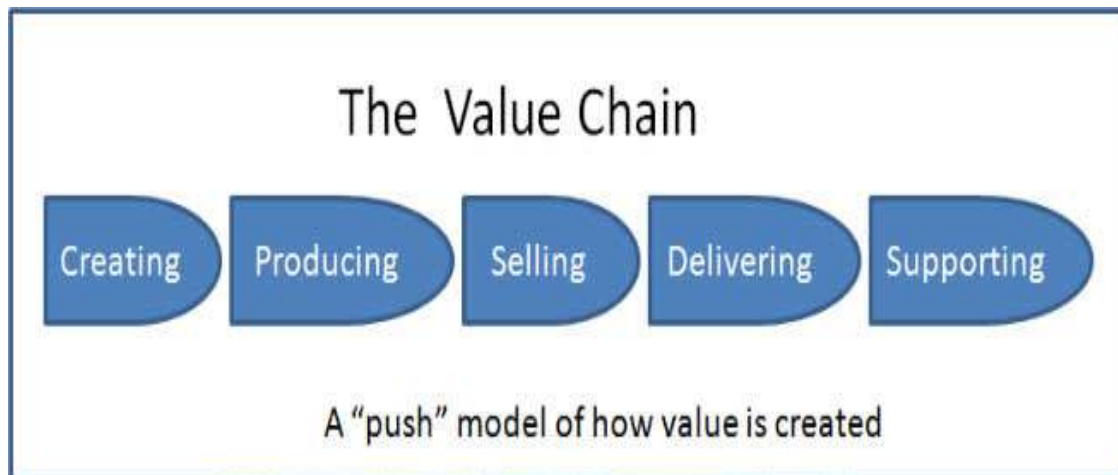 The Value Chain
Creating Producing Selling Delivering Supporting
A “push” model of how value is created